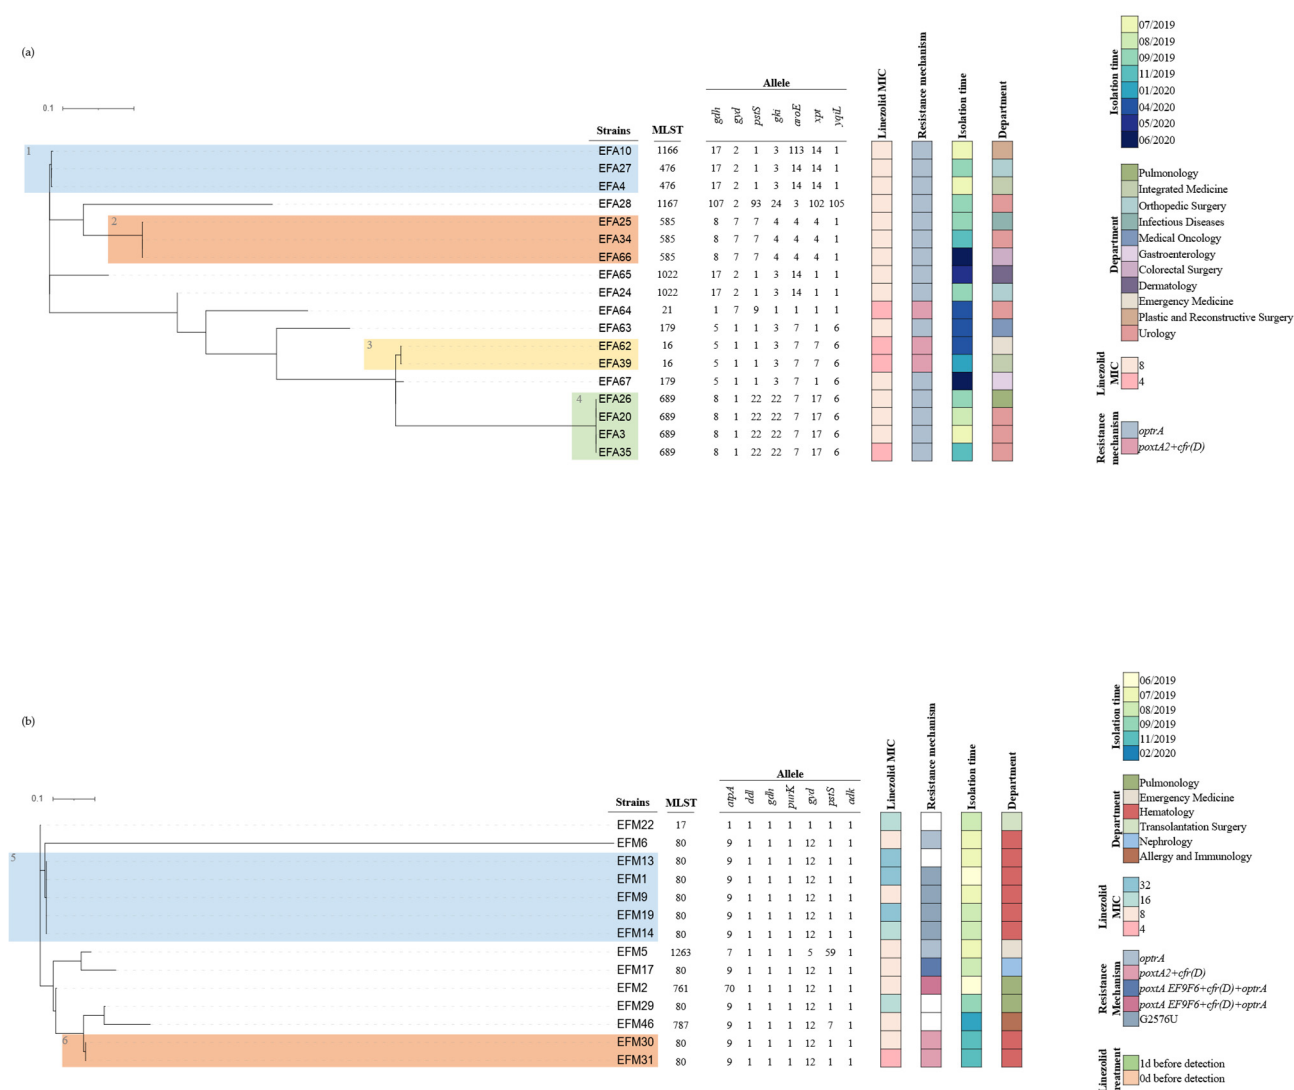 (a)
0.1
Allele
Strains MLST gdh gyd pstS gki aroE xpt yqiL Linezolid MIC Resistance mechanism Isolation time Department
1 EFA10 1166 17 2 1 3 113 14 1
EFA27 476 17 2 1 3 14 14 1
EFA4 476 17 2 1 3 14 14 1
EFA28 1167 107 2 93 24 3 102 105
2 EFA25 585 8 7 7 4 4 4 1
EFA34 585 8 7 7 4 4 4 1
EFA66 585 8 7 7 4 4 4 1
EFA65 1022 17 2 1 3 14 1 1
EFA24 1022 17 2 1 3 14 1 1
EFA64 21 1 7 9 1 1 1 1
EFA63 179 5 1 1 3 7 1 6
3 EFA62 16 5 1 1 3 7 7 6
EFA39 16 5 1 1 3 7 7 6
EFA67 179 5 1 1 3 7 1 6
4 EFA26 689 8 1 22 22 7 17 6
EFA20 689 8 1 22 22 7 17 6
EFA3 689 8 1 22 22 7 17 6
EFA35 689 8 1 22 22 7 17 6
Isolation time
07/2019
08/2019
09/2019
11/2019
01/2020
04/2020
05/2020
06/2020
Department
Pulmonology
Integrated Medicine
Orthopedic Surgery
Infectious Diseases
Medical Oncology
Gastroenterology
Colorectal Surgery
Dermatology
Emergency Medicine
Plastic and Reconstructive Surgery
Urology
Linezolid MIC
8
4
Resistance mechanism
optrA
poxtA2+cfr(D)
(b)
0.1
Allele
Strains MLST atpA ddl gdh purK gyd pstS adk Linezolid MIC Resistance mechanism Isolation time Department
EFM22 17 1 1 1 1 1 1 1
EFM6 80 9 1 1 1 12 1 1
5 EFM13 80 9 1 1 1 12 1 1
EFM1 80 9 1 1 1 12 1 1
EFM9 80 9 1 1 1 12 1 1
EFM19 80 9 1 1 1 12 1 1
EFM14 80 9 1 1 1 12 1 1
EFM5 1263 7 1 1 1 5 59 1
EFM17 80 9 1 1 1 12 1 1
EFM2 761 70 1 1 1 12 1 1
EFM29 80 9 1 1 1 12 1 1
EFM46 787 9 1 1 1 12 7 1
6 EFM30 80 9 1 1 1 12 1 1
EFM31 80 9 1 1 1 12 1 1
Isolation time
06/2019
07/2019
08/2019
09/2019
11/2019
02/2020
Department
Pulmonology
Emergency Medicine
Hematology
Transolantation Surgery
Nephrology
Allergy and Immunology
Linezolid MIC
32
16
8
4
Resistance Mechanism
optrA
poxtA2+cfr(D)
poxtA EF9F6+cfr(D)+optrA
poxtA EF9F6+cfr(D)+optrA
G2576U
Linezolid
1d before detection
0d before detection